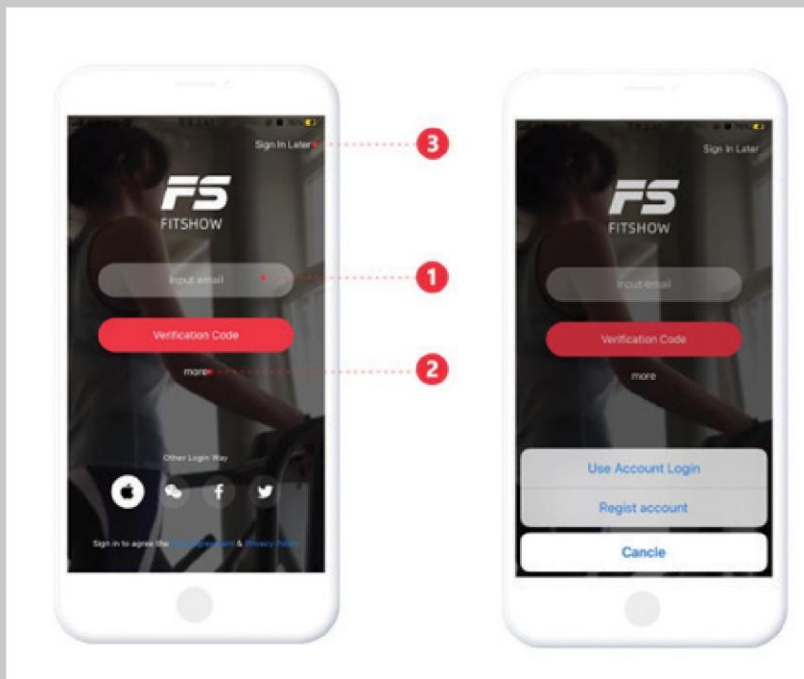 Sign In Later
3
FS
FITSHOW
Input email
1
Verification Code
more
2
Other Login Way
Sign in to agree the User Agreement & Privacy Policy
Sign In Later
FS
FITSHOW
Input email
Verification Code
more
Use Account Login
Regist account
Cancle